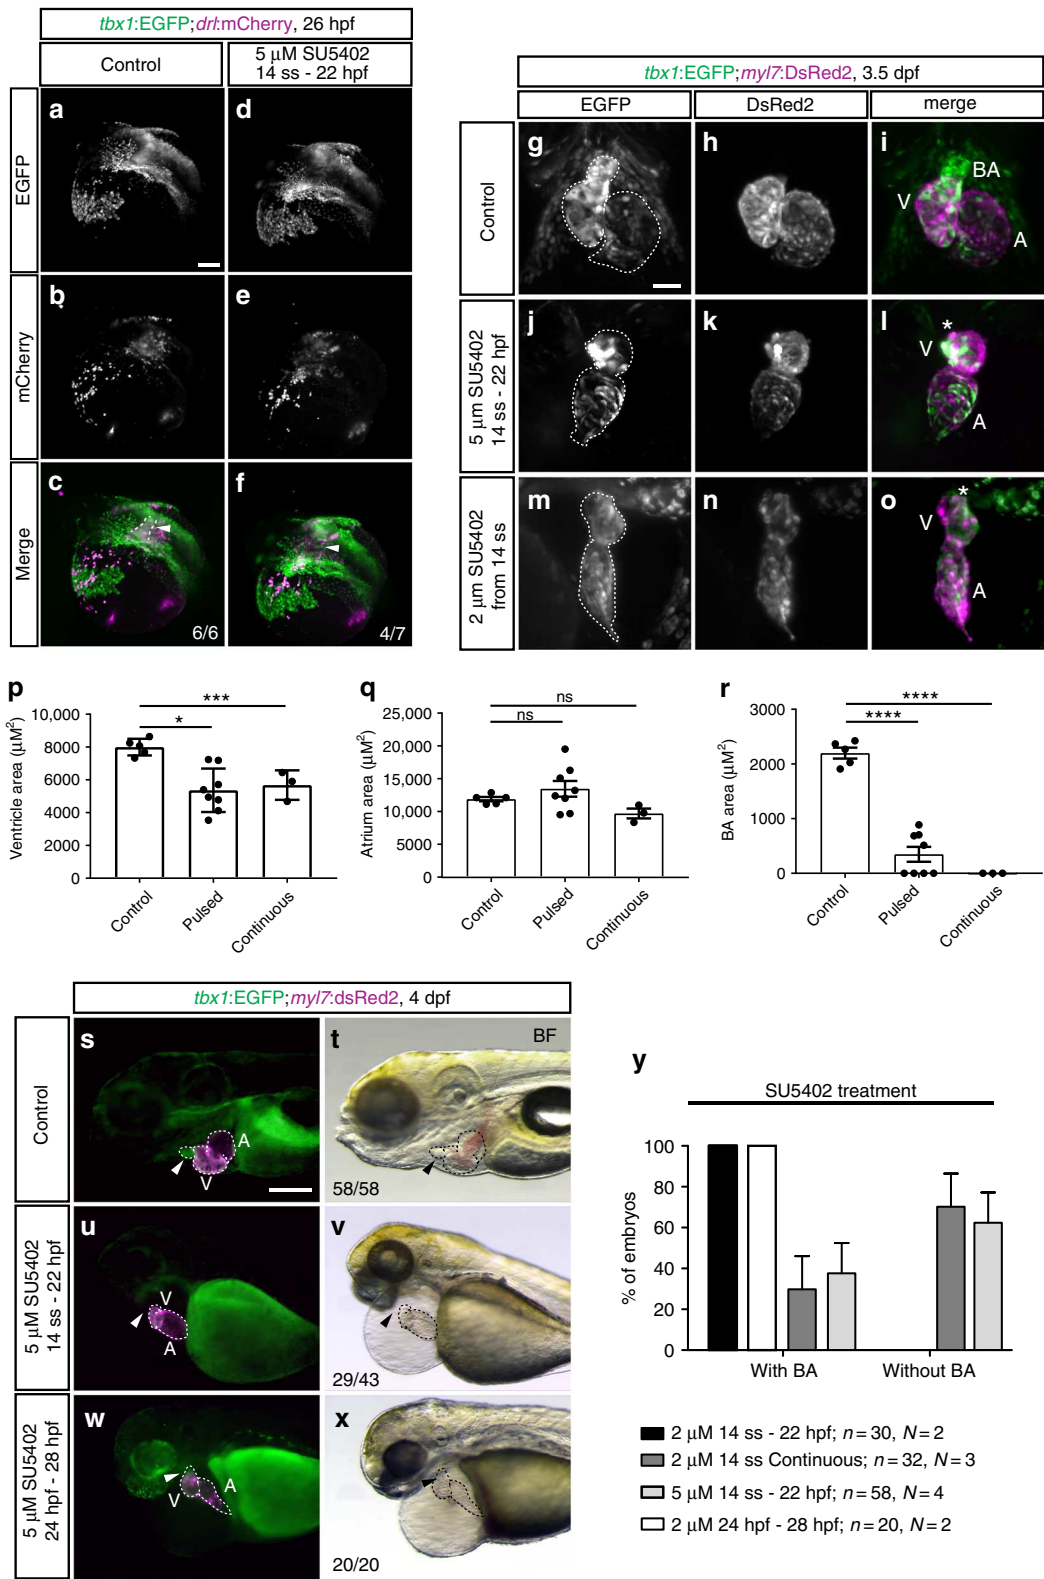 tbx1:EGFP;drl:mCherry, 26 hpf
Control
5 µM SU5402
14 ss - 22 hpf
EGFP
a
d
mCherry
b
e
Merge
c
f
6/6
4/7
tbx1:EGFP;myl7:DsRed2, 3.5 dpf
EGFP
DsRed2
merge
Control
g
h
i
BA
V
A
5 µm SU5402
14 ss - 22 hpf
j
k
l
*
V
A
2 µm SU5402
from 14 ss
m
n
o
*
V
A
p
***
*
Ventricle area (µM²)
10,000
8000
6000
4000
2000
0
Control
Pulsed
Continuous
q
ns
ns
Atrium area (µM²)
25,000
20,000
15,000
10,000
5000
0
Control
Pulsed
Continuous
r
****
****
BA area (µM²)
3000
2000
1000
0
Control
Pulsed
Continuous
tbx1:EGFP;myl7:dsRed2, 4 dpf
Control
s
A
V
t
BF
58/58
5 µM SU5402
14 ss - 22 hpf
u
V
A
v
29/43
5 µM SU5402
24 hpf - 28 hpf
w
A
V
x
20/20
y
SU5402 treatment
% of embryos
100
80
60
40
20
0
With BA
Without BA
2 µM 14 ss - 22 hpf; n = 30, N = 2
2 µM 14 ss Continuous; n = 32, N = 3
5 µM 14 ss - 22 hpf; n = 58, N = 4
2 µM 24 hpf - 28 hpf; n = 20, N = 2